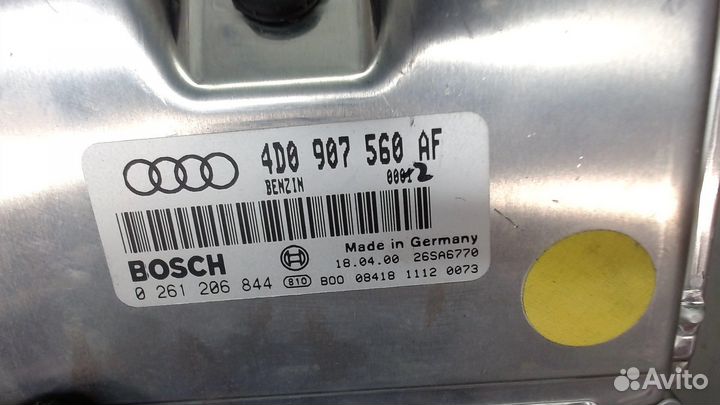 4D0 907 560 AF
BENZIN 0002
BOSCH
Made in Germany
18.04.00 26SA6770
0 261 206 844 810 B00 08418 1112 0073
Avito